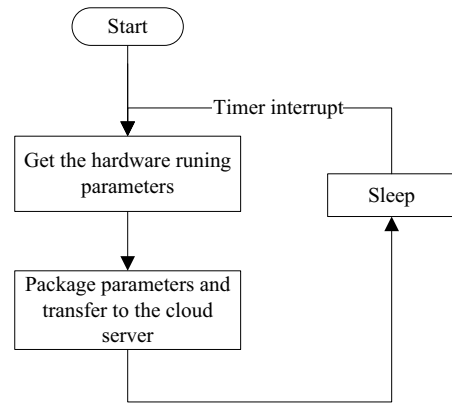 Start
Timer interrupt
Get the hardware runing
parameters
Sleep
Package parameters and
transfer to the cloud
server